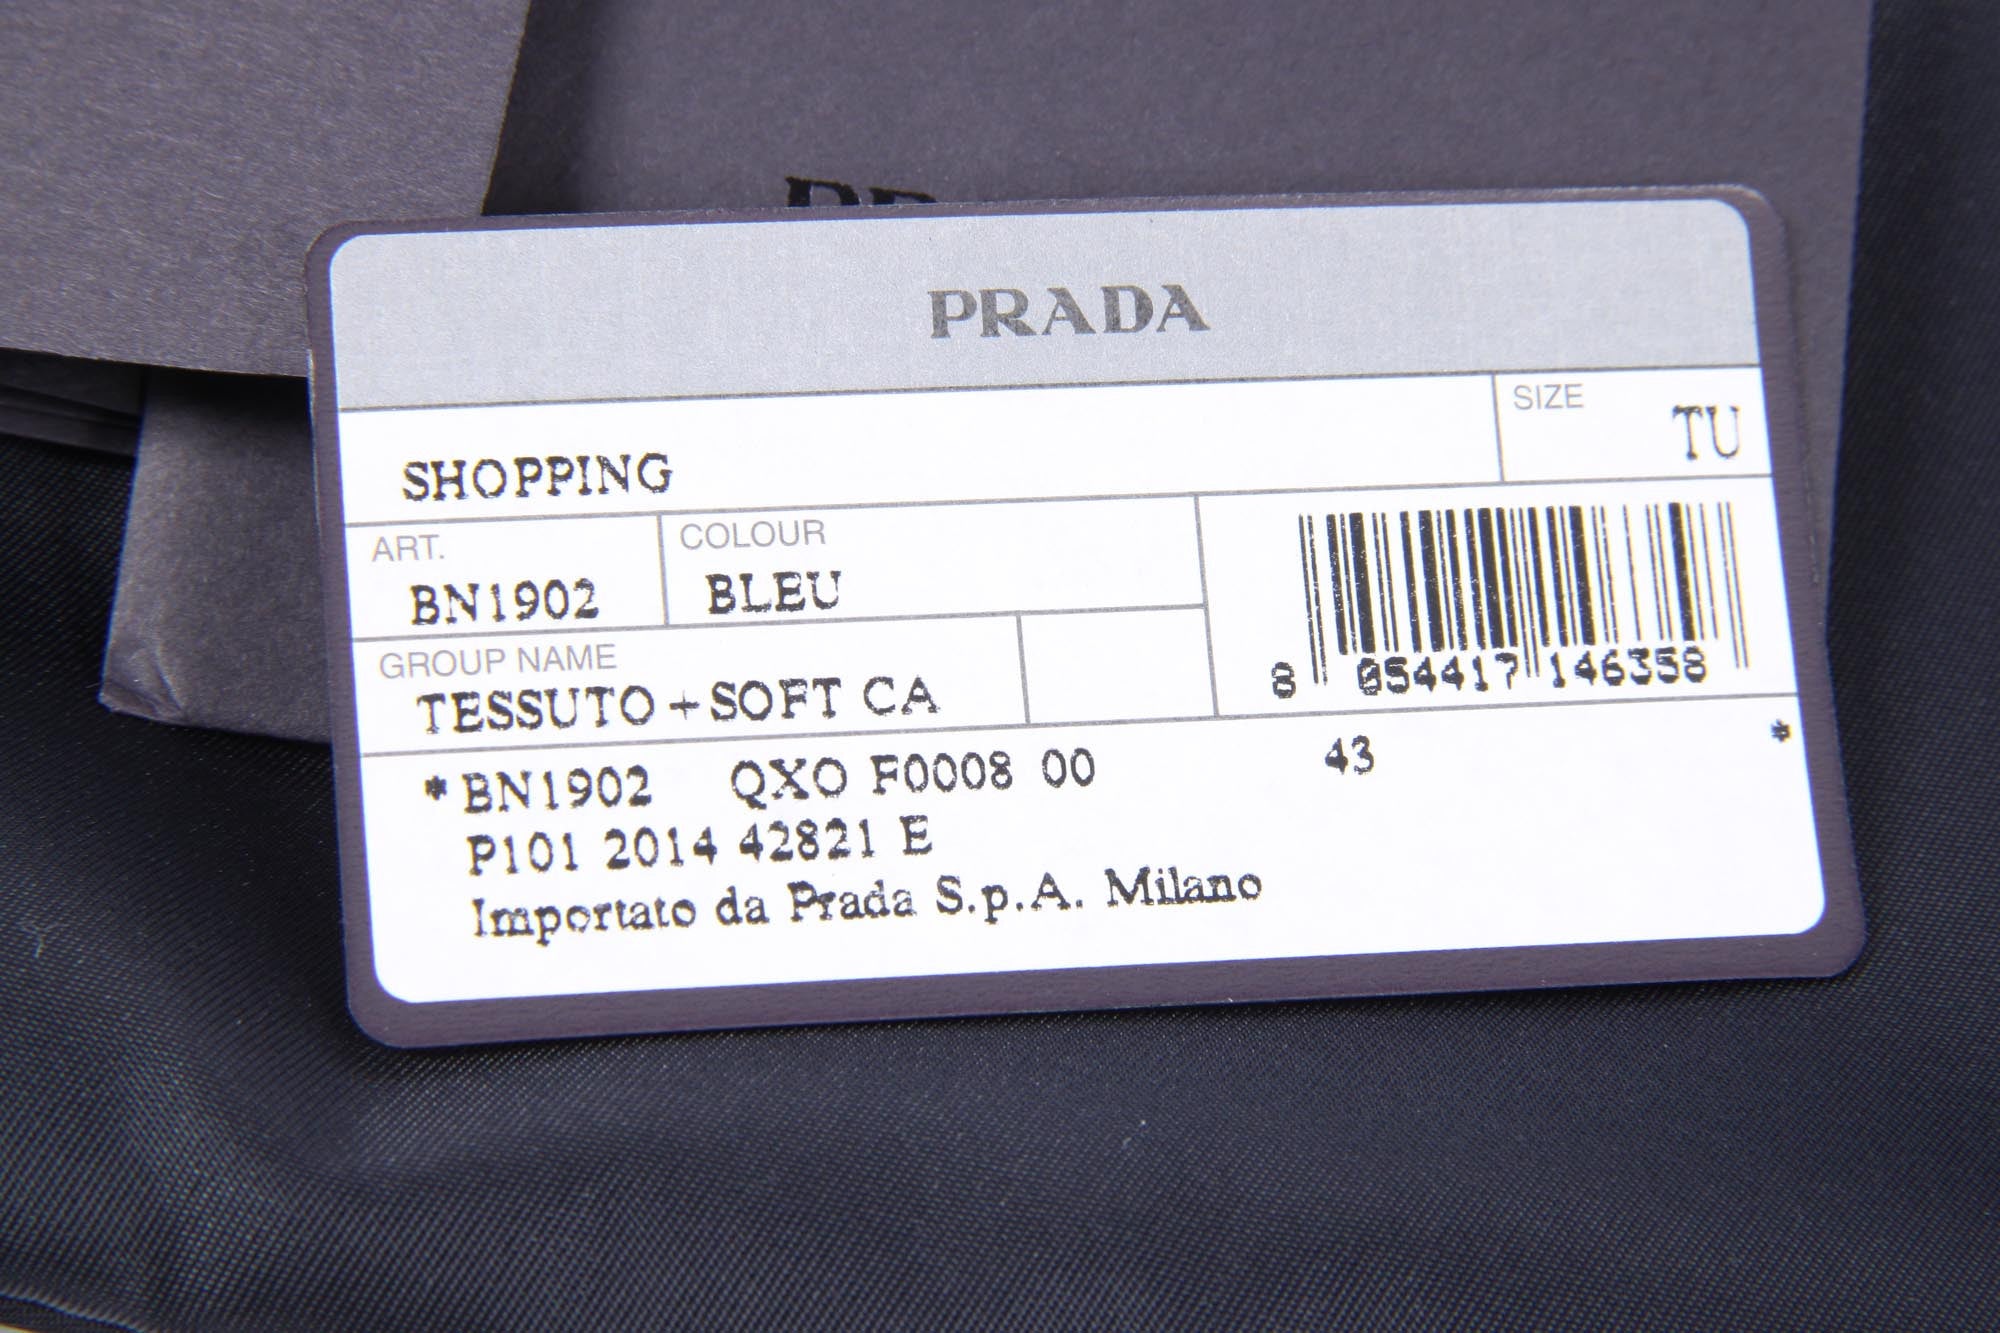 PRADA
SHOPPING
SIZE
TU
ART.
BN1902
COLOUR
BLEU
GROUP NAME
TESSUTO+SOFT CA
8 054417 146358
*BN1902 QXO F0008 00 43 *
P101 2014 42821 E
Importato da Prada S.p.A. Milano